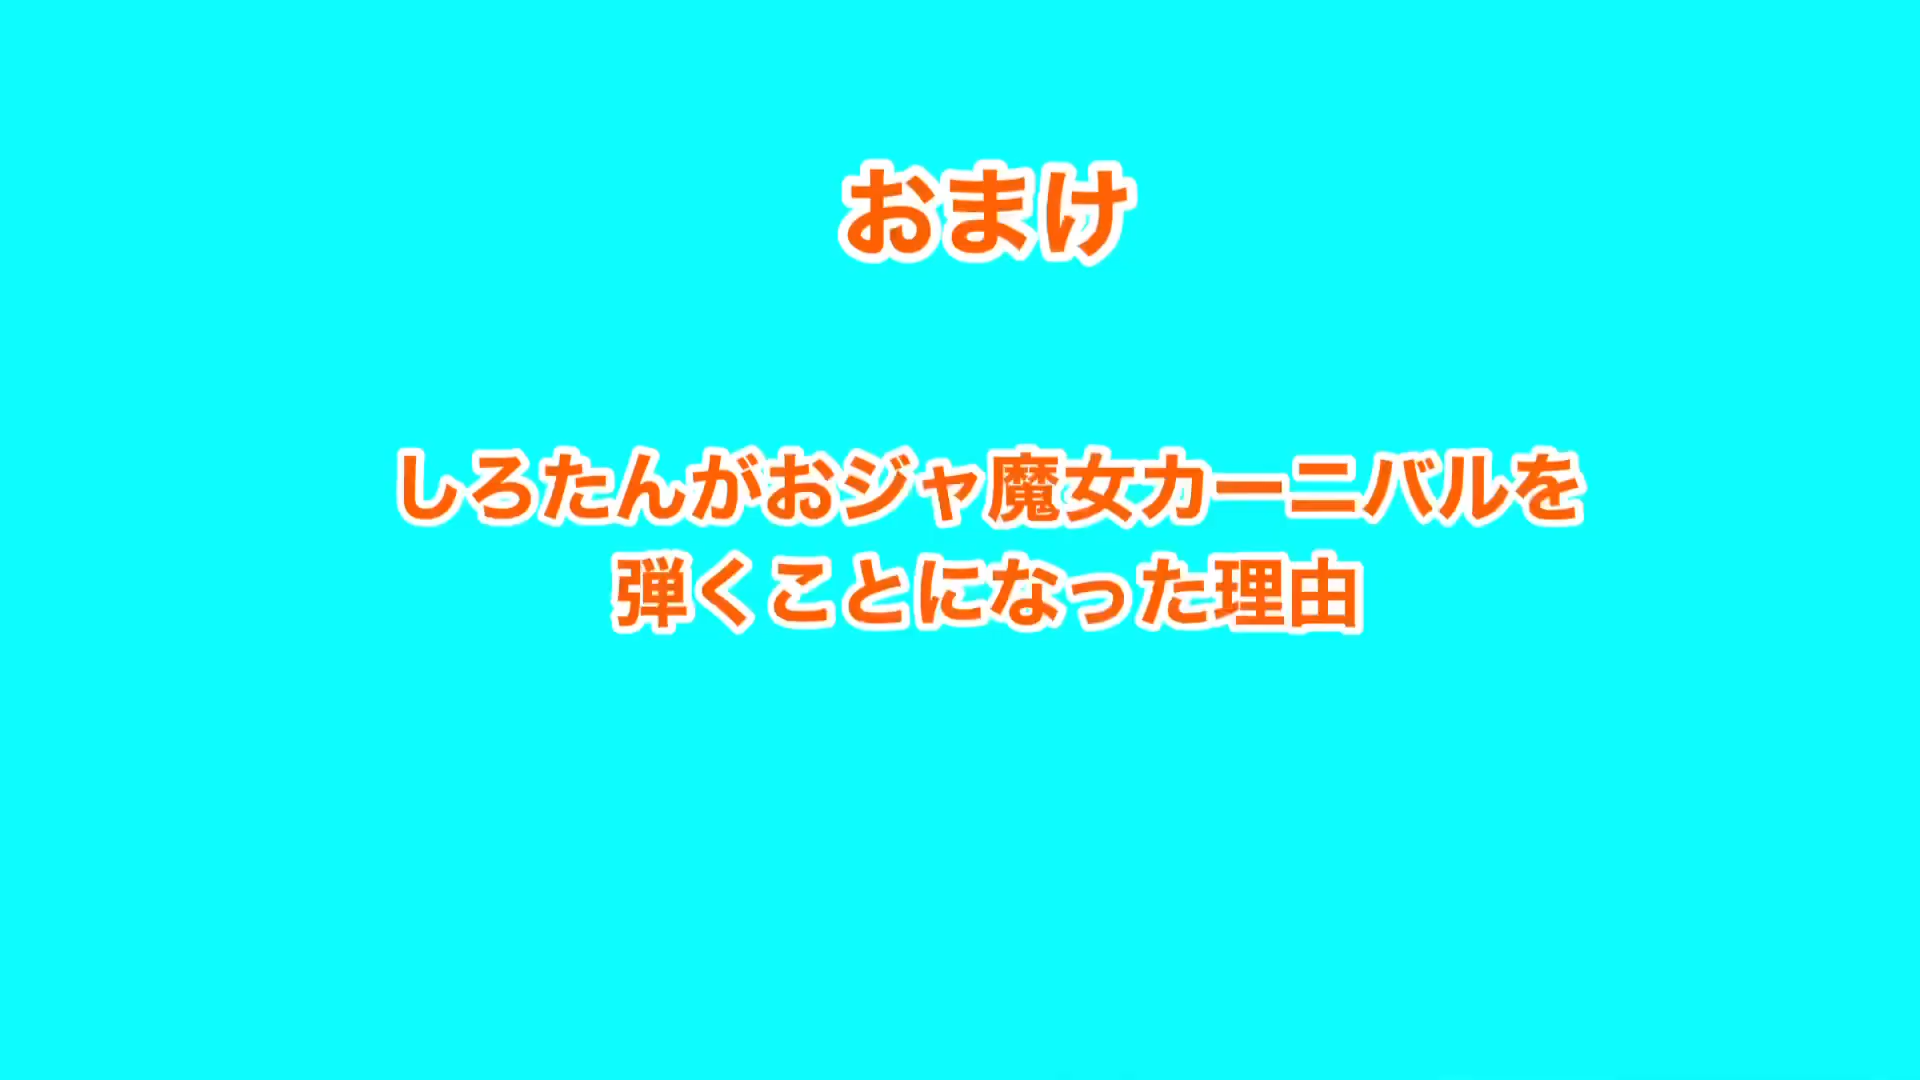 おまけ
しろたんがおジャ魔女カーニバルを
弾くことになった理由